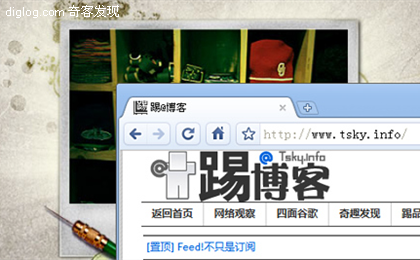 diglog.com 奇客发现
踢@博客
http://www.tsky.info/
@ Tsky.Info
踢博客
返回首页 网络观察 四面谷歌 奇趣发现 踢品
[置顶] Feed!不只是订阅